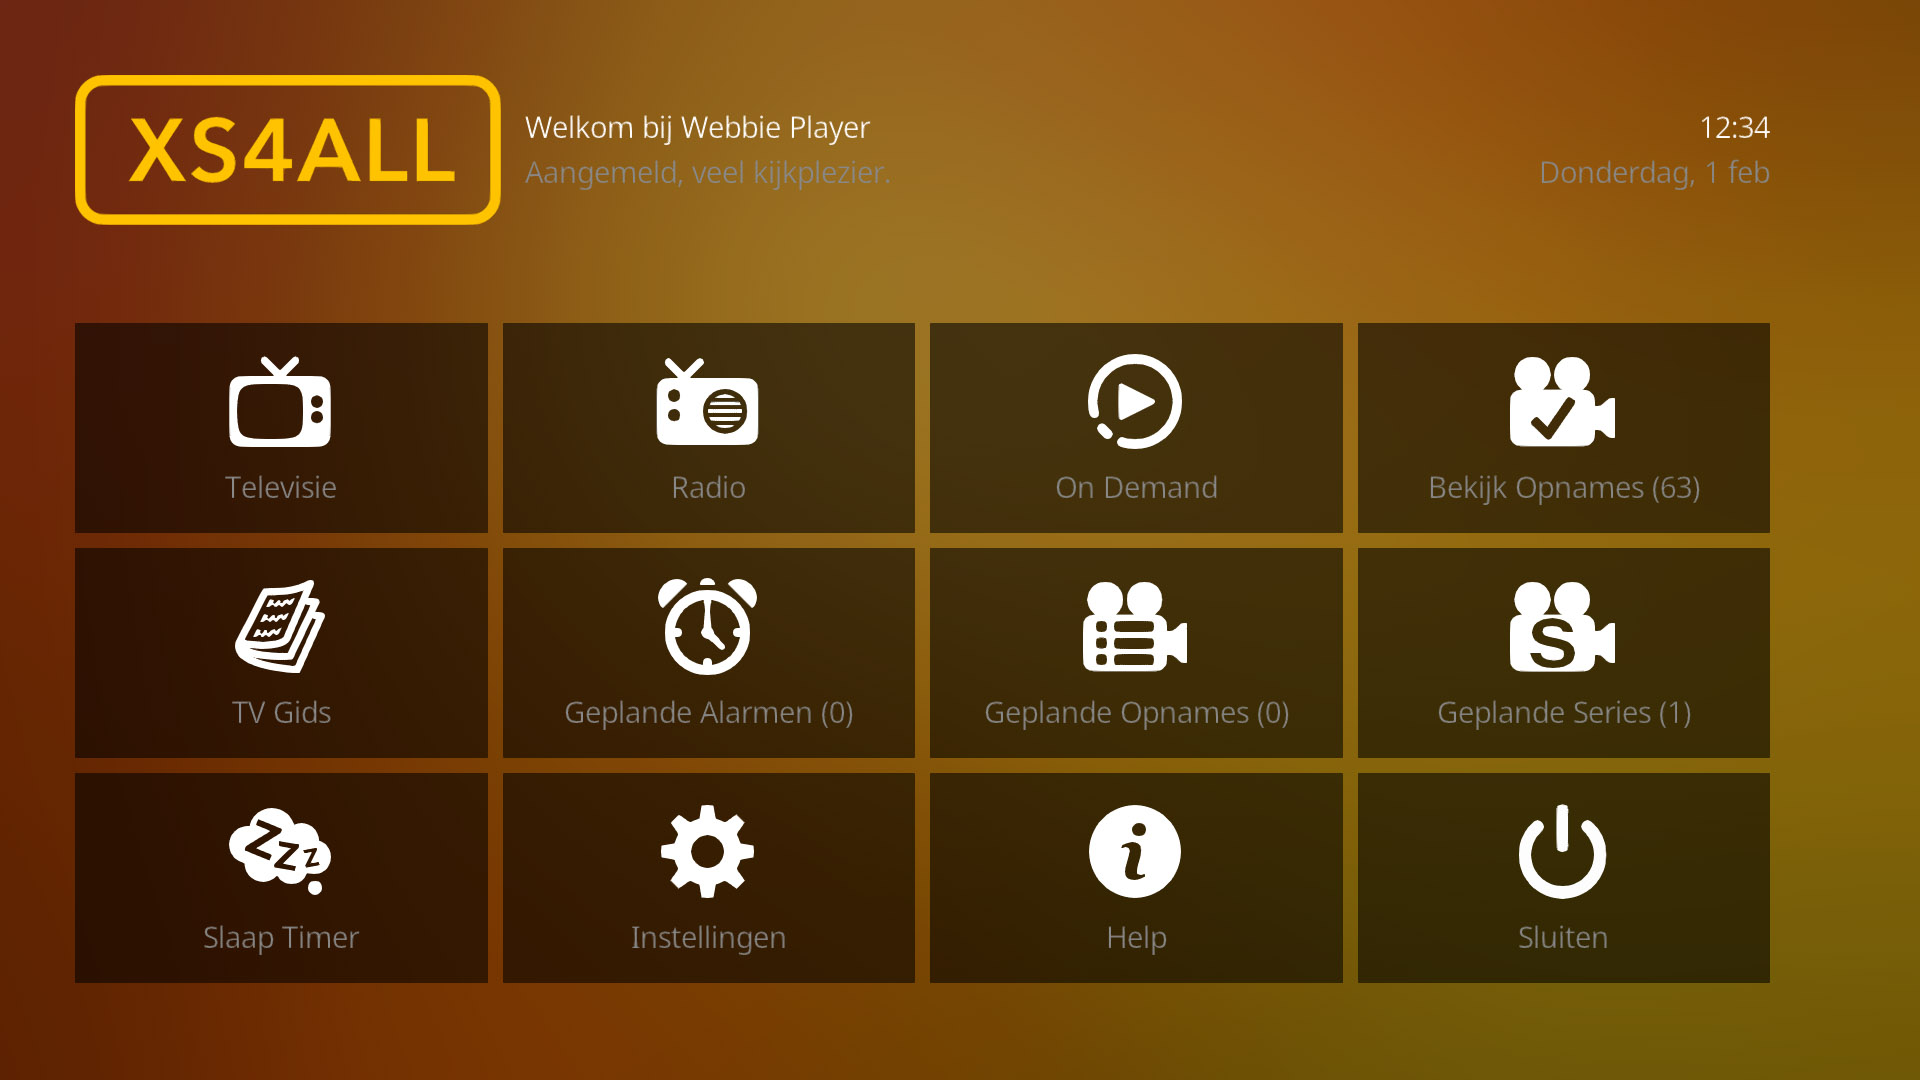 XS4ALL
Welkom bij Webbie Player
12:34
Aangemeld, veel kijkplezier.
Donderdag, 1 feb
Televisie
Radio
On Demand
Bekijk Opnames (63)
TV Gids
Geplande Alarmen (0)
Geplande Opnames (0)
S
Geplande Series (1)
Zzz
Slaap Timer
Instellingen
i
Help
Sluiten